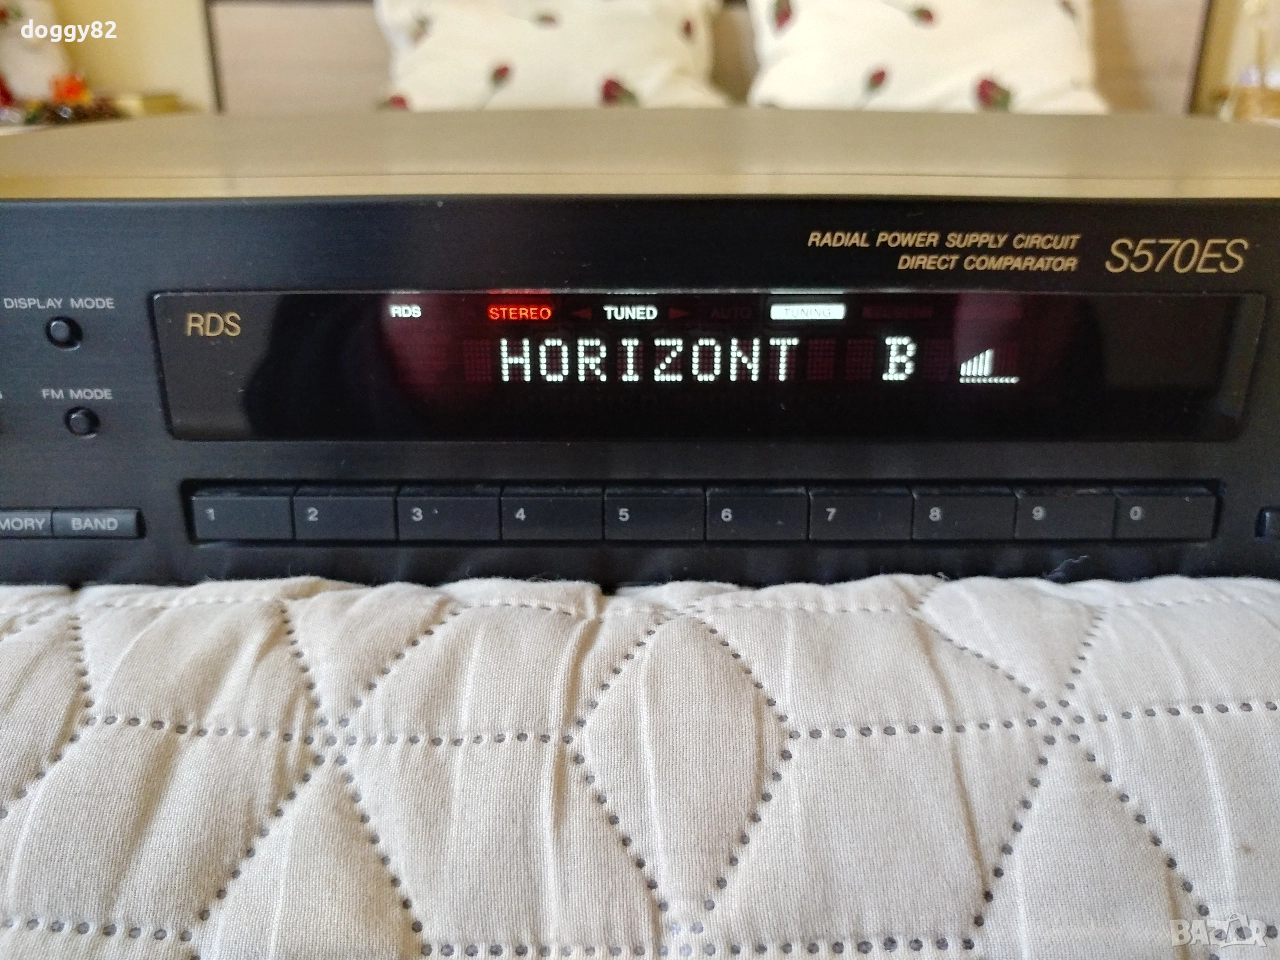 doggy82
RADIAL POWER SUPPLY CIRCUIT
DIRECT COMPARATOR
S570ES
DISPLAY MODE
RDS
RDS STEREO TUNED AUTO TUNING
HORIZONT B
FM MODE
MORY BAND
1 2 3 4 5 6 7 8 9 0
BAZAR